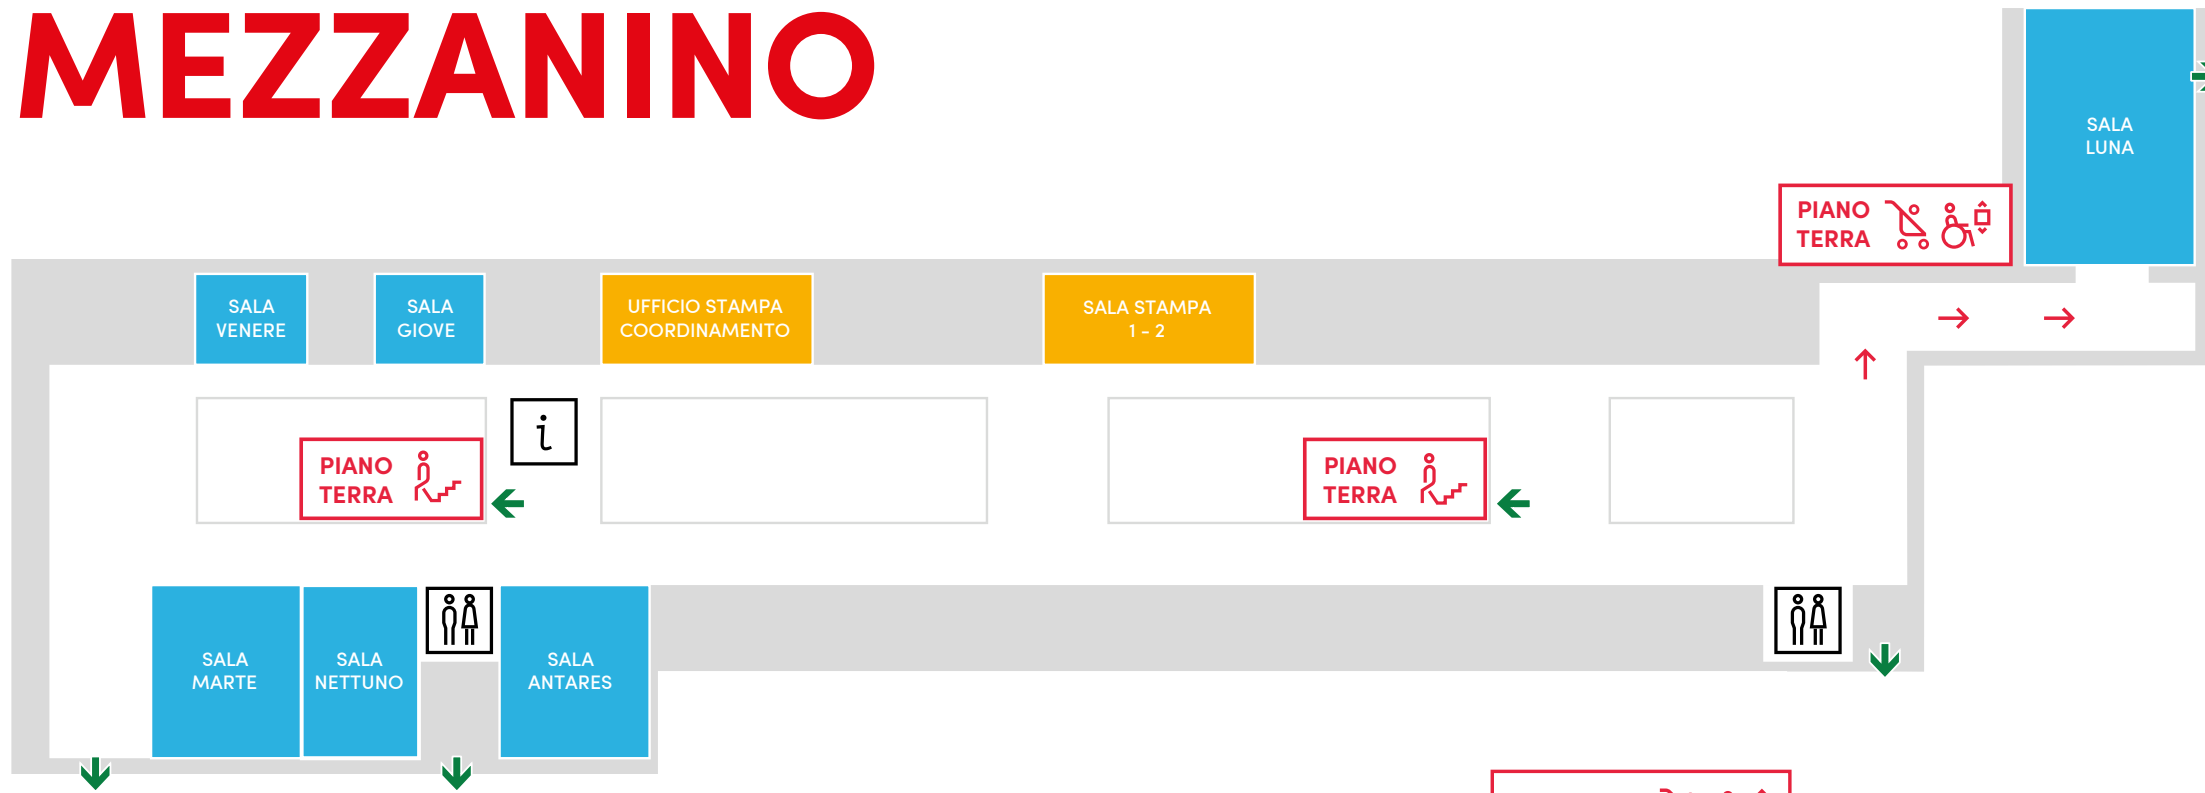 MEZZANINO
SALA
LUNA
PIANO
TERRA
SALA
VENERE
SALA
GIOVE
UFFICIO STAMPA
COORDINAMENTO
SALA STAMPA
1 - 2
i
PIANO
TERRA
PIANO
TERRA
SALA
MARTE
SALA
NETTUNO
SALA
ANTARES